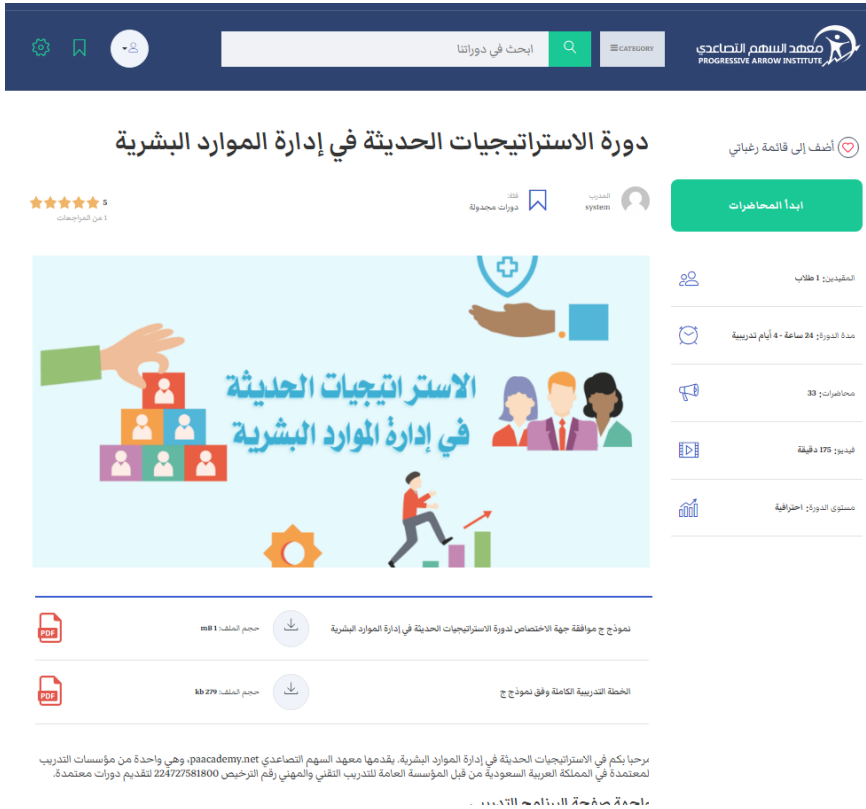 معهد السهم التصاعدي
PROGRESSIVE ARROW INSTITUTE
CATEGORY
ابحث في دوراتنا
دورة الاستراتيجيات الحديثة في إدارة الموارد البشرية
أضف إلى قائمة رغباتي
ابدأ المحاضرات
المدرب
system
فئة:
دورات مجدولة
5
1 من المراجعات
المقيدين: 1 طلاب
مدة الدورة: 24 ساعة - 4 أيام تدريبية
محاضرات: 33
فيديو: 175 دقيقة
مستوى الدورة: احترافية
الاستراتيجيات الحديثة
في إدارة الموارد البشرية
نموذج ج موافقة جهة الاختصاص لدورة الاستراتيجيات الحديثة في إدارة الموارد البشرية
حجم الملف: 1 mB
PDF
الخطة التدريبية الكاملة وفق نموذج ج
حجم الملف: 279 kb
PDF
مرحبا بكم في الاستراتيجيات الحديثة في إدارة الموارد البشرية. يقدمها معهد السهم التصاعدي paacademy.net، وهي واحدة من مؤسسات التدريب
المعتمدة في المملكة العربية السعودية من قبل المؤسسة العامة للتدريب التقني والمهني رقم الترخيص 224727581800 لتقديم دورات معتمدة.
واجهة صفحة البرنامج التدريبي